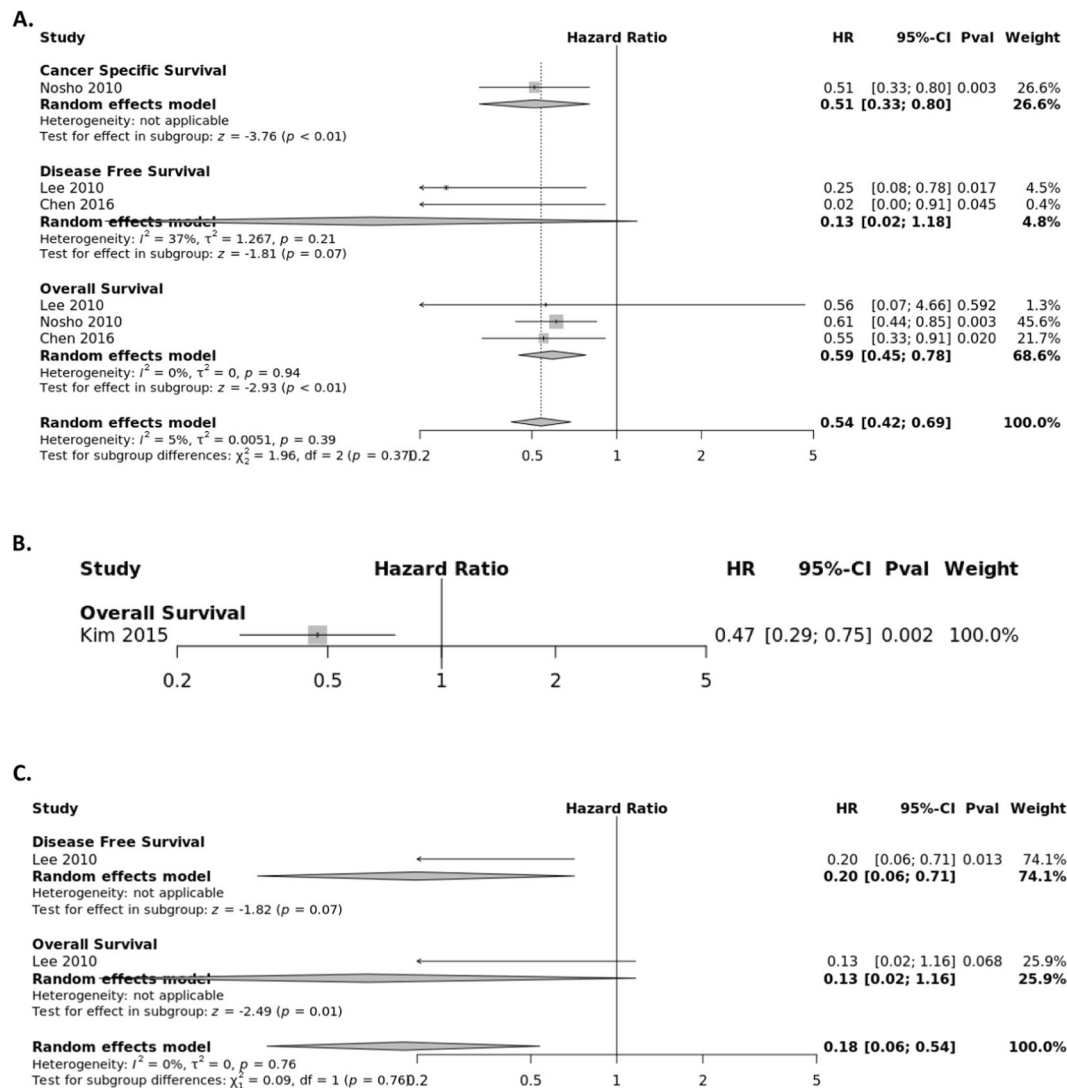 A.
Study Hazard Ratio HR 95%-CI Pval Weight
Cancer Specific Survival
Nosho 2010 0.51 [0.33; 0.80] 0.003 26.6%
Random effects model 0.51 [0.33; 0.80] 26.6%
Heterogeneity: not applicable
Test for effect in subgroup: z = -3.76 (p < 0.01)
Disease Free Survival
Lee 2010 0.25 [0.08; 0.78] 0.017 4.5%
Chen 2016 0.02 [0.00; 0.91] 0.045 0.4%
Random effects model 0.13 [0.02; 1.18] 4.8%
Heterogeneity: I² = 37%, τ² = 1.267, p = 0.21
Test for effect in subgroup: z = -1.81 (p = 0.07)
Overall Survival
Lee 2010 0.56 [0.07; 4.66] 0.592 1.3%
Nosho 2010 0.61 [0.44; 0.85] 0.003 45.6%
Chen 2016 0.55 [0.33; 0.91] 0.020 21.7%
Random effects model 0.59 [0.45; 0.78] 68.6%
Heterogeneity: I² = 0%, τ² = 0, p = 0.94
Test for effect in subgroup: z = -2.93 (p < 0.01)
Random effects model 0.54 [0.42; 0.69] 100.0%
Heterogeneity: I² = 5%, τ² = 0.0051, p = 0.39
Test for subgroup differences: χ²₂ = 1.96, df = 2 (p = 0.37) 0.2 0.5 1 2 5
B.
Study Hazard Ratio HR 95%-CI Pval Weight
Overall Survival
Kim 2015 0.47 [0.29; 0.75] 0.002 100.0%
0.2 0.5 1 2 5
C.
Study Hazard Ratio HR 95%-CI Pval Weight
Disease Free Survival
Lee 2010 0.20 [0.06; 0.71] 0.013 74.1%
Random effects model 0.20 [0.06; 0.71] 74.1%
Heterogeneity: not applicable
Test for effect in subgroup: z = -1.82 (p = 0.07)
Overall Survival
Lee 2010 0.13 [0.02; 1.16] 0.068 25.9%
Random effects model 0.13 [0.02; 1.16] 25.9%
Heterogeneity: not applicable
Test for effect in subgroup: z = -2.49 (p = 0.01)
Random effects model 0.18 [0.06; 0.54] 100.0%
Heterogeneity: I² = 0%, τ² = 0, p = 0.76
Test for subgroup differences: χ²₁ = 0.09, df = 1 (p = 0.76) 0.2 0.5 1 2 5